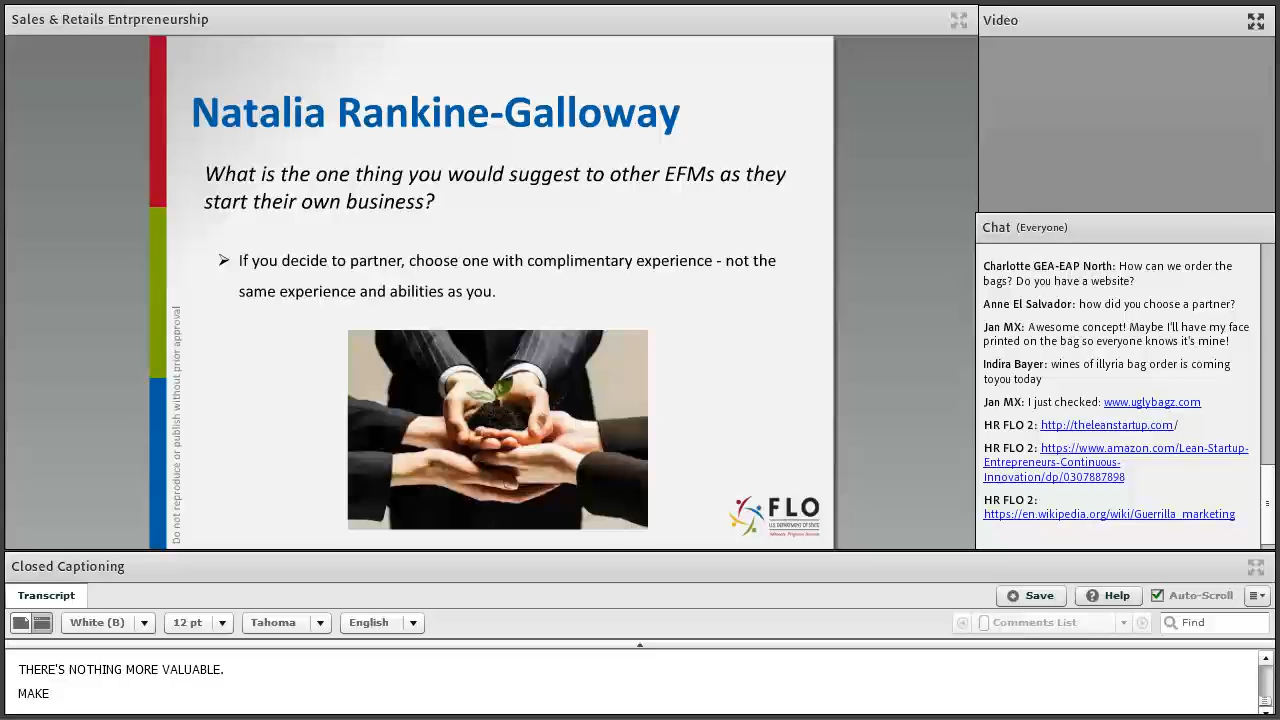 Sales & Retails Entrpreneurship
Natalia Rankine-Galloway
What is the one thing you would suggest to other EFMs as they
start their own business?
If you decide to partner, choose one with complimentary experience - not the
same experience and abilities as you.
Do not reproduce or publish without prior approval
FLO
U.S. DEPARTMENT OF STATE
Video
Chat (Everyone)
Charlotte GEA-EAP North: How can we order the
bags? Do you have a website?
Anne El Salvador: how did you choose a partner?
Jan MX: Awesome concept! Maybe I'll have my face
printed on the bag so everyone knows it's mine!
Indira Bayer: wines of illyria bag order is coming
toyou today
Jan MX: I just checked: www.uglybagz.com
HR FLO 2: http://theleanstartup.com/
HR FLO 2: https://www.amazon.com/Lean-Startup-
Entrepreneurs-Continuous-
Innovation/dp/0307887898
HR FLO 2:
https://en.wikipedia.org/wiki/Guerrilla_marketing
Closed Captioning
Transcript
Save
Help
Auto-Scroll
White (B)
12 pt
Tahoma
English
Comments List
Find
THERE'S NOTHING MORE VALUABLE.
MAKE